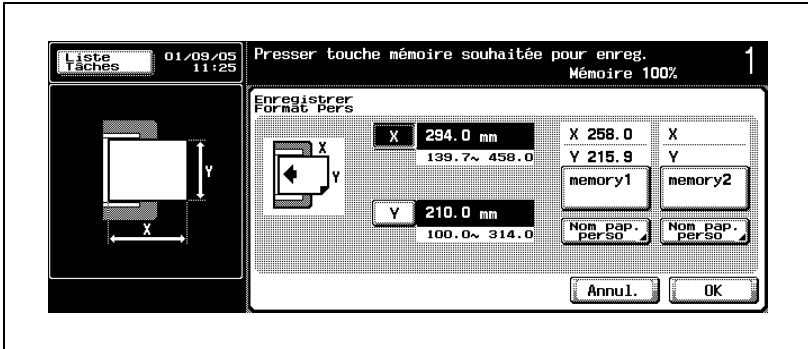 Liste
Tâches
01/09/05
11:25
Presser touche mémoire souhaitée pour enreg.
Mémoire 100%
1
Enregistrer
Format Pers
X
Y
X
Y
X
294.0 mm
139.7~ 458.0
Y
210.0 mm
100.0~ 314.0
X 258.0
Y 215.9
memory1
Nom pap.
perso
X
Y
memory2
Nom pap.
perso
Annul.
OK